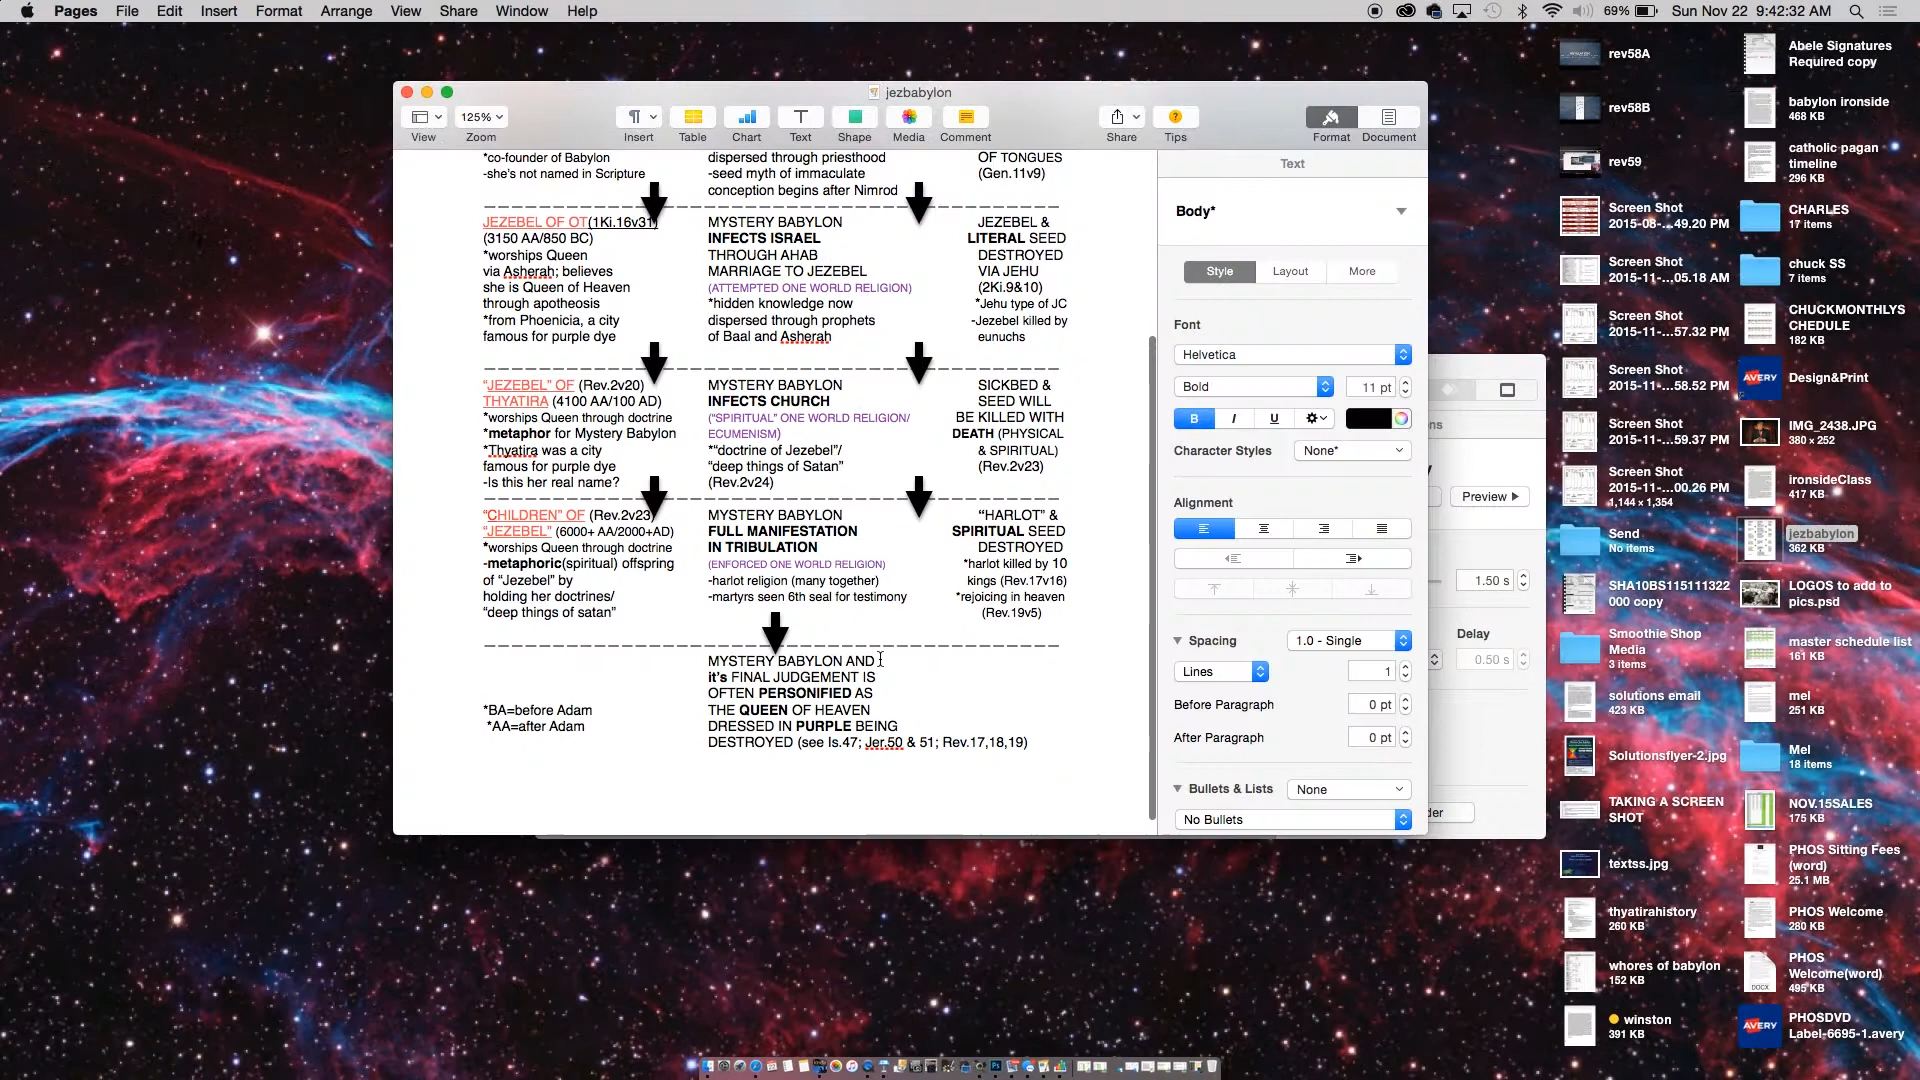 Pages File Edit Insert Format Arrange View Share Window Help
69% Sun Nov 22 9:42:32 AM
jezbabylon
125%
View Zoom Insert Table Chart Text Shape Media Comment Share Tips Format Document
*co-founder of Babylon
-she's not named in Scripture
dispersed through priesthood
-seed myth of immaculate
conception begins after Nimrod
OF TONGUES
(Gen.11v9)
JEZEBEL OF OT(1Ki.16v31)
(3150 AA/850 BC)
*worships Queen
via Asherah; believes
she is Queen of Heaven
through apotheosis
*from Phoenicia, a city
famous for purple dye
MYSTERY BABYLON
INFECTS ISRAEL
THROUGH AHAB
MARRIAGE TO JEZEBEL
(ATTEMPTED ONE WORLD RELIGION)
*hidden knowledge now
dispersed through prophets
of Baal and Asherah
JEZEBEL &
LITERAL SEED
DESTROYED
VIA JEHU
(2Ki.9&10)
*Jehu type of JC
-Jezebel killed by
eunuchs
"JEZEBEL" OF (Rev.2v20)
THYATIRA (4100 AA/100 AD)
*worships Queen through doctrine
*metaphor for Mystery Babylon
*Thyatira was a city
famous for purple dye
-Is this her real name?
MYSTERY BABYLON
INFECTS CHURCH
("SPIRITUAL" ONE WORLD RELIGION/
ECUMENISM)
*"doctrine of Jezebel"/
"deep things of Satan"
(Rev.2v24)
SICKBED &
SEED WILL
BE KILLED WITH
DEATH (PHYSICAL
& SPIRITUAL)
(Rev.2v23)
"CHILDREN" OF (Rev.2v23)
"JEZEBEL" (6000+ AA/2000+AD)
*worships Queen through doctrine
-metaphoric(spiritual) offspring
of "Jezebel" by
holding her doctrines/
"deep things of satan"
MYSTERY BABYLON
FULL MANIFESTATION
IN TRIBULATION
(ENFORCED ONE WORLD RELIGION)
-harlot religion (many together)
-martyrs seen 6th seal for testimony
"HARLOT" &
SPIRITUAL SEED
DESTROYED
*harlot killed by 10
kings (Rev.17v16)
*rejoicing in heaven
(Rev.19v5)
*BA=before Adam
*AA=after Adam
MYSTERY BABYLON AND
it's FINAL JUDGEMENT IS
OFTEN PERSONIFIED AS
THE QUEEN OF HEAVEN
DRESSED IN PURPLE BEING
DESTROYED (see Is.47; Jer.50 & 51; Rev.17,18,19)
Text
Body*
Style Layout More
Font
Helvetica
Bold 11 pt
B I U
Character Styles None*
Alignment
Spacing 1.0 - Single
Lines 1
Before Paragraph 0 pt
After Paragraph 0 pt
Bullets & Lists None
No Bullets
ns
Preview
1.50 s
Delay
0.50 s
der
rev58A
rev58B
rev59
Screen Shot
2015-08-...49.20 PM
Screen Shot
2015-11-...05.18 AM
Screen Shot
2015-11-...57.32 PM
Screen Shot
2015-11-...58.52 PM
Screen Shot
2015-11-...59.37 PM
Screen Shot
2015-11-...00.26 PM
1,144 × 1,354
Send
No items
SHA10BS115111322
000 copy
Smoothie Shop
Media
3 items
solutions email
423 KB
Solutionsflyer-2.jpg
TAKING A SCREEN
SHOT
textss.jpg
thyatirahistory
260 KB
whores of babylon
152 KB
winston
391 KB
Abele Signatures
Required copy
babylon ironside
468 KB
catholic pagan
timeline
296 KB
CHARLES
17 items
chuck SS
7 items
CHUCKMONTHLYS
CHEDULE
182 KB
AVERY
Design&Print
IMG_2438.JPG
380 × 252
ironsideClass
417 KB
jezbabylon
362 KB
LOGOS to add to
pics.psd
master schedule list
161 KB
mel
251 KB
Mel
18 items
NOV.15SALES
175 KB
PHOS Sitting Fees
(word)
25.1 MB
PHOS Welcome
280 KB
DOCX
PHOS
Welcome(word)
495 KB
AVERY
PHOSDVD
Label-6695-1.avery